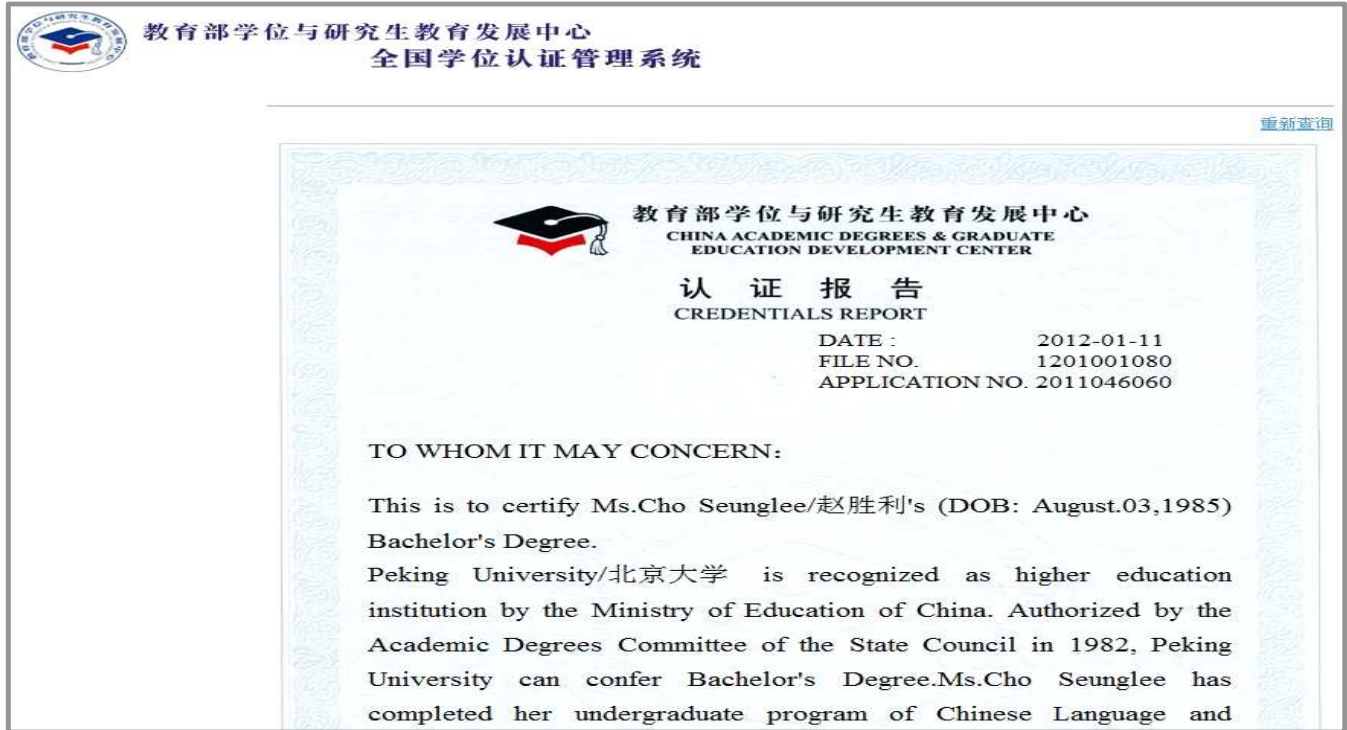 教育部学位与研究生教育发展中心
全国学位认证管理系统
重新查询
教育部学位与研究生教育发展中心
CHINA ACADEMIC DEGREES & GRADUATE
EDUCATION DEVELOPMENT CENTER
认 证 报 告
CREDENTIALS REPORT
DATE : 2012-01-11
FILE NO. 1201001080
APPLICATION NO. 2011046060
TO WHOM IT MAY CONCERN:
This is to certify Ms.Cho Seunglee/赵胜利's (DOB: August.03,1985)
Bachelor's Degree.
Peking University/北京大学 is recognized as higher education
institution by the Ministry of Education of China. Authorized by the
Academic Degrees Committee of the State Council in 1982, Peking
University can confer Bachelor's Degree.Ms.Cho Seunglee has
completed her undergraduate program of Chinese Language and